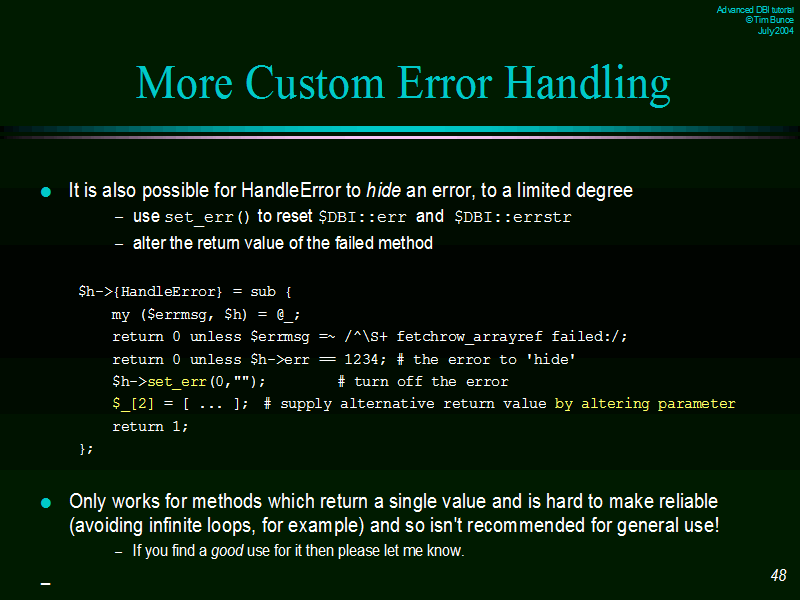 Advanced DBI tutorial
© Tim Bunce
July 2004
More Custom Error Handling
It is also possible for HandleError to hide an error, to a limited degree
– use set_err() to reset $DBI::err and $DBI::errstr
– alter the return value of the failed method
$h->{HandleError} = sub {
my ($errmsg, $h) = @_;
return 0 unless $errmsg =~ /^\S+ fetchrow_arrayref failed:/;
return 0 unless $h->err == 1234; # the error to 'hide'
$h->set_err(0,""); # turn off the error
$_[2] = [ ... ]; # supply alternative return value by altering parameter
return 1;
};
Only works for methods which return a single value and is hard to make reliable
(avoiding infinite loops, for example) and so isn't recommended for general use!
– If you find a good use for it then please let me know.
–
48